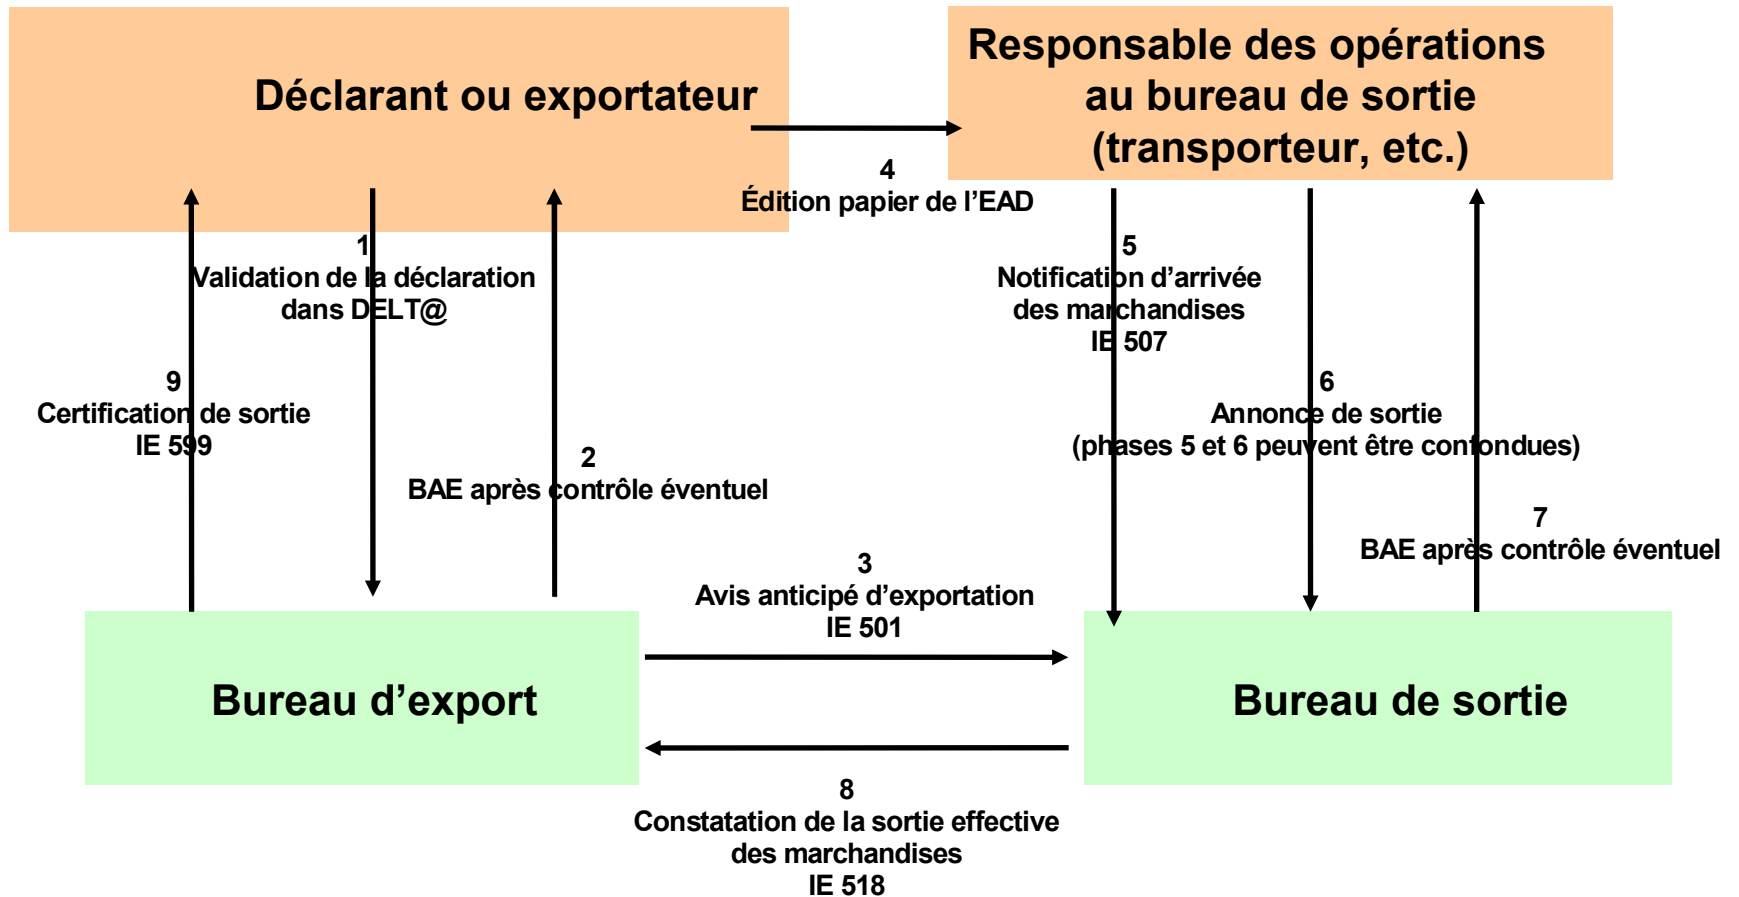 Déclarant ou exportateur
Responsable des opérations
au bureau de sortie
(transporteur, etc.)
4
Édition papier de l’EAD
1
Validation de la déclaration
dans DELT@
5
Notification d’arrivée
des marchandises
IE 507
9
Certification de sortie
IE 599
6
Annonce de sortie
(phases 5 et 6 peuvent être confondues)
2
BAE après contrôle éventuel
7
BAE après contrôle éventuel
3
Avis anticipé d’exportation
IE 501
Bureau d’export
Bureau de sortie
8
Constatation de la sortie effective
des marchandises
IE 518